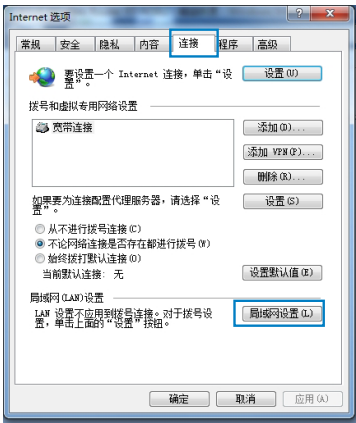 Internet 选项
常规 安全 隐私 内容 连接 程序 高级
要设置一个 Internet 连接，单击“设
置”。
设置(U)
拨号和虚拟专用网络设置
宽带连接
添加(D)...
添加 VPN(P)...
删除(R)...
如果要为连接配置代理服务器，请选择“设
置”。
设置(S)
从不进行拨号连接(C)
不论网络连接是否存在都进行拨号(W)
始终拨打默认连接(O)
当前默认连接： 无
设置默认值(E)
局域网(LAN)设置
LAN 设置不应用到拨号连接。对于拨号设
置，单击上面的“设置”按钮。
局域网设置(L)
确定 取消 应用(A)